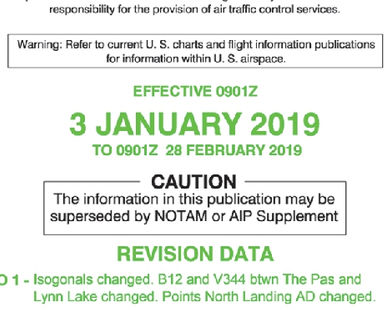 responsibility for the provision of air traffic control services.
Warning: Refer to current U. S. charts and flight information publications
for information within U. S. airspace.
EFFECTIVE 0901Z
3 JANUARY 2019
TO 0901Z 28 FEBRUARY 2019
CAUTION
The information in this publication may be
superseded by NOTAM or AIP Supplement
REVISION DATA
O 1 - Isogonals changed. B12 and V344 btwn The Pas and
Lynn Lake changed. Points North Landing AD changed.